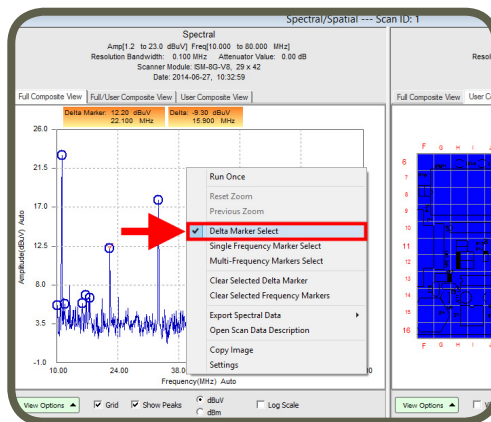 Spectral/Spatial --- Scan ID: 1
Spectral
Amp[1.2 to 23.0 dBuV] Freq[10.000 to 80.000 MHz]
Resolution Bandwidth: 0.100 MHz Attenuator Value: 0.00 dB
Scanner Module: ISM-8G-V8, 29 x 42
Date: 2014-06-27, 10:32:59
Resol
Full Composite View Full/User Composite View User Composite View
Full Composite View User C
Delta Marker: 12.20 dBuV Delta: -9.30 dBuV
22.100 MHz 15.900 MHz
26.0
21.5
17.0
12.5
8.0
3.5
-1.0
Amplitude(dBuV) Auto
10.00 24.00 38.0 00
Frequency(MHz) Auto
Run Once
Reset Zoom
Previous Zoom
Delta Marker Select
Single Frequency Marker Select
Multi-Frequency Markers Select
Clear Selected Delta Marker
Clear Selected Frequency Markers
Export Spectral Data
Open Scan Data Description
Copy Image
Settings
F G H I
6
7
8
9
10
11
12
13
14
15
16
F G H I
View Options Grid Show Peaks dBuV Log Scale
dBm
View Options